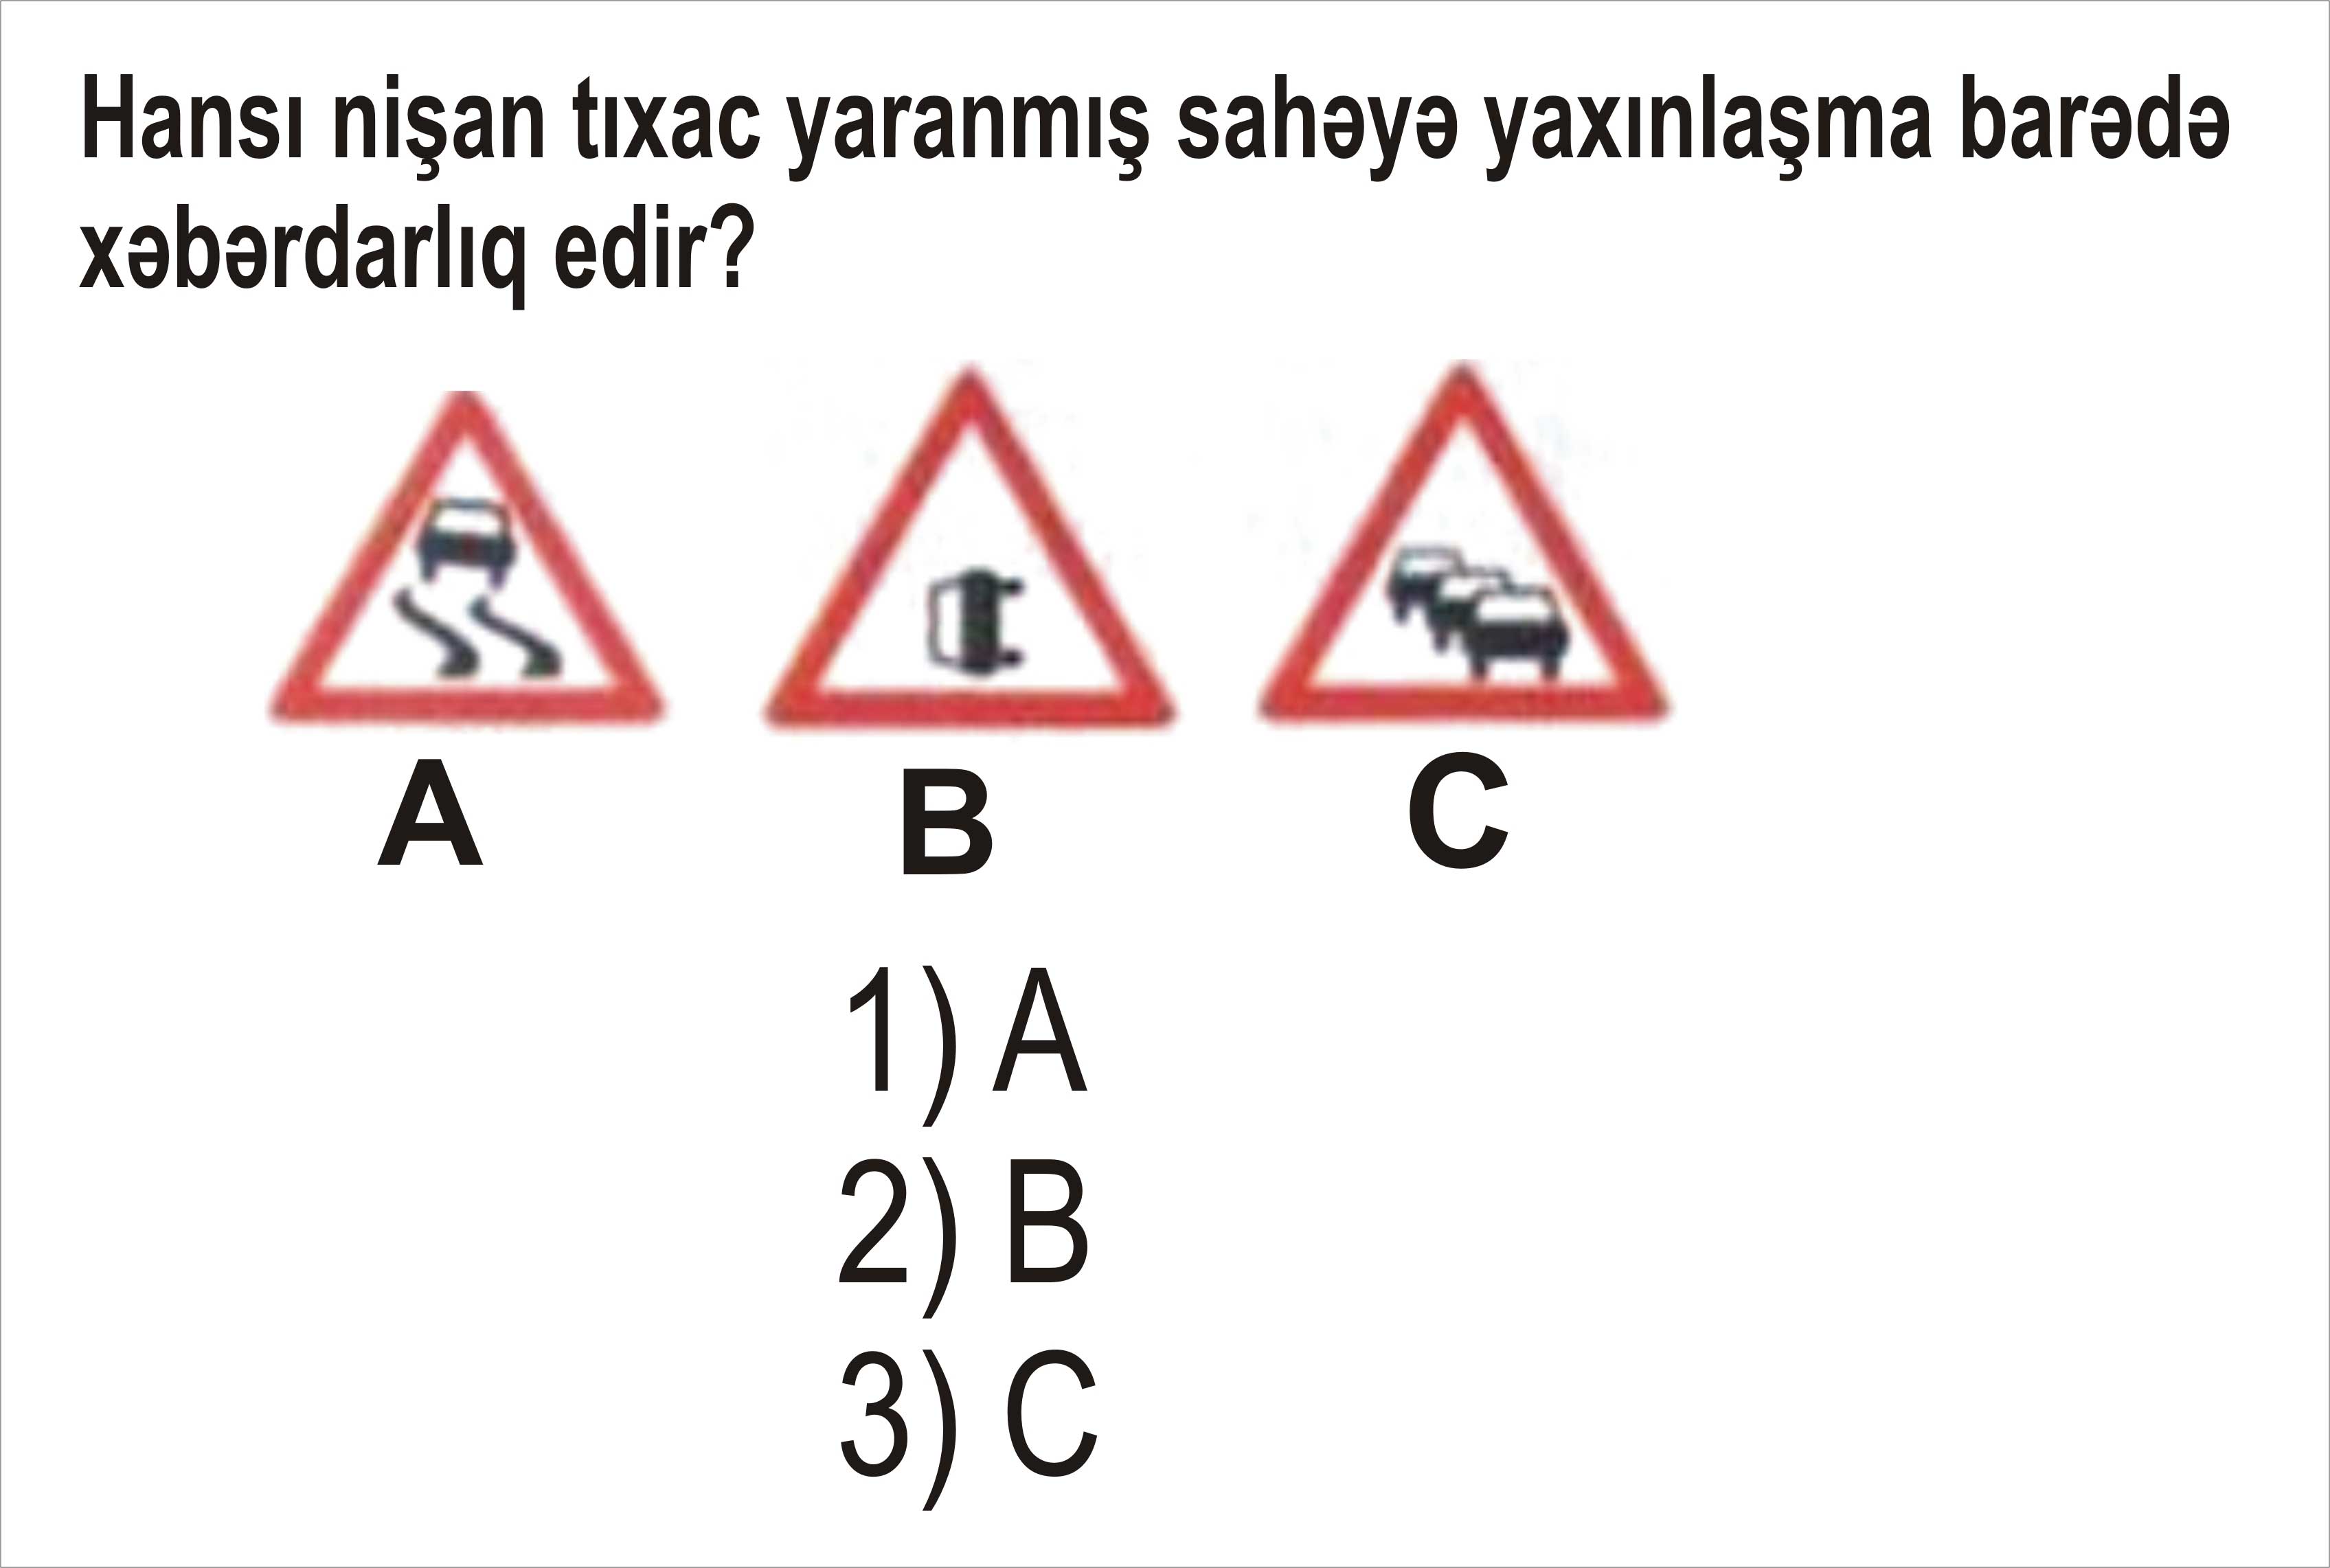 Hansı nişan tıxac yaranmış sahəyə yaxınlaşma barədə
xəbərdarlıq edir?
A
B
C
1) A
2) B
3) C